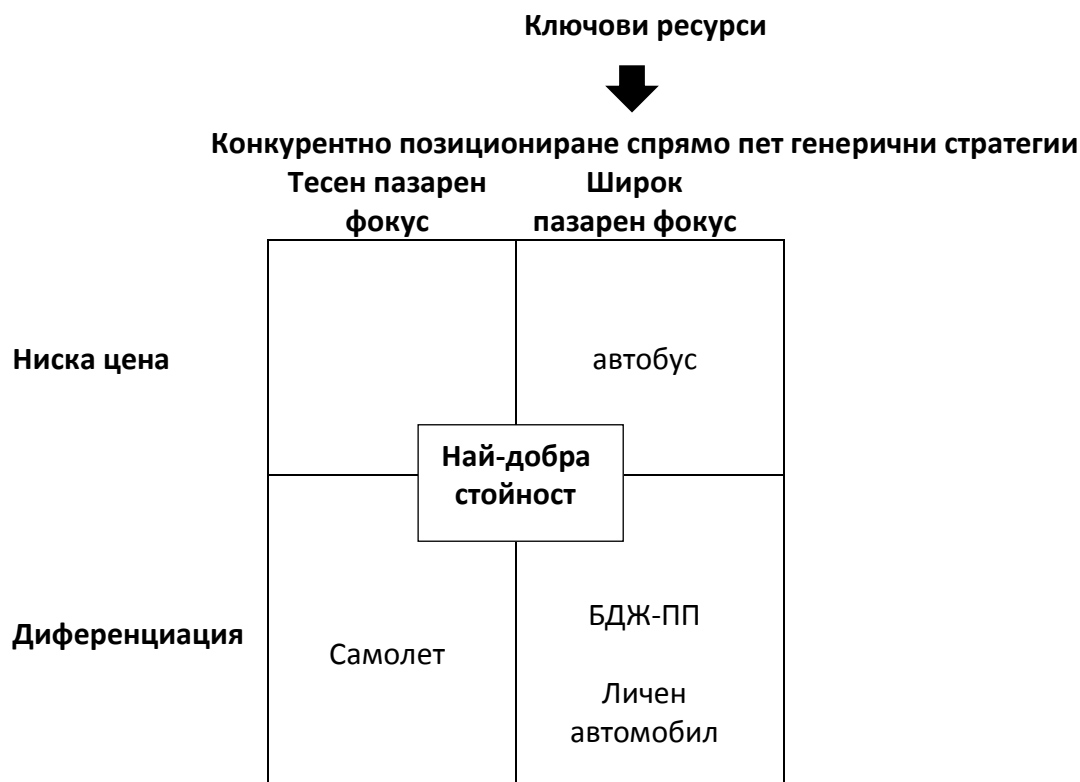 Ключови ресурси
Конкурентно позициониране спрямо пет генерични стратегии
Тесен пазарен
фокус
Широк
пазарен фокус
Ниска цена
автобус
Най-добра
стойност
Диференциация
Самолет
БДЖ-ПП
Личен
автомобил